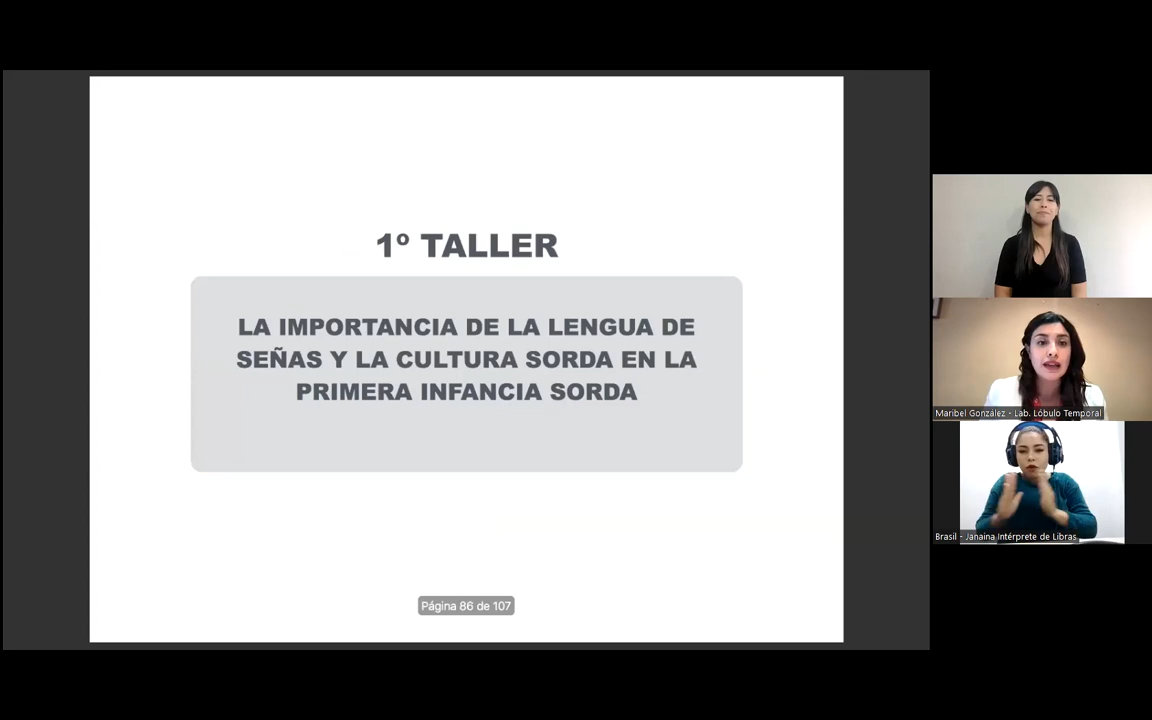 1º TALLER
LA IMPORTANCIA DE LA LENGUA DE
SEÑAS Y LA CULTURA SORDA EN LA
PRIMERA INFANCIA SORDA
Página 86 de 107
Maribel González - Lab. Lóbulo Temporal
Brasil - Janaina Intérprete de Libras